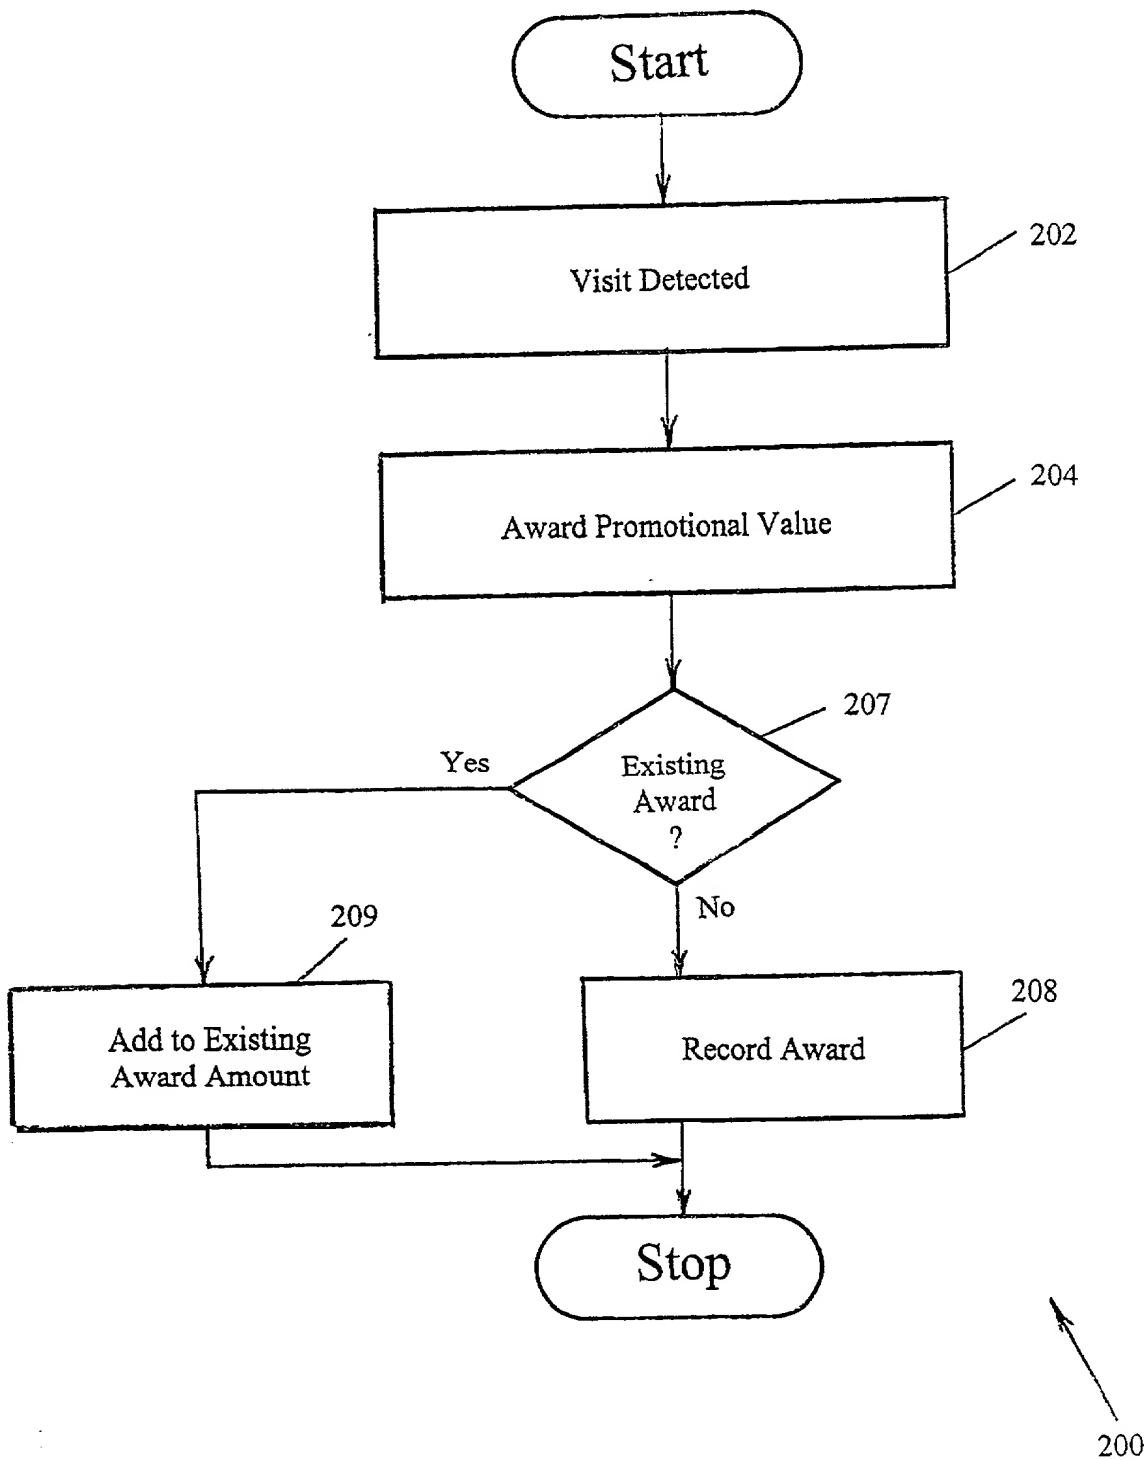 Start
Visit Detected
202
Award Promotional Value
204
Existing
Award
?
207
Yes
No
209
Add to Existing
Award Amount
208
Record Award
Stop
200